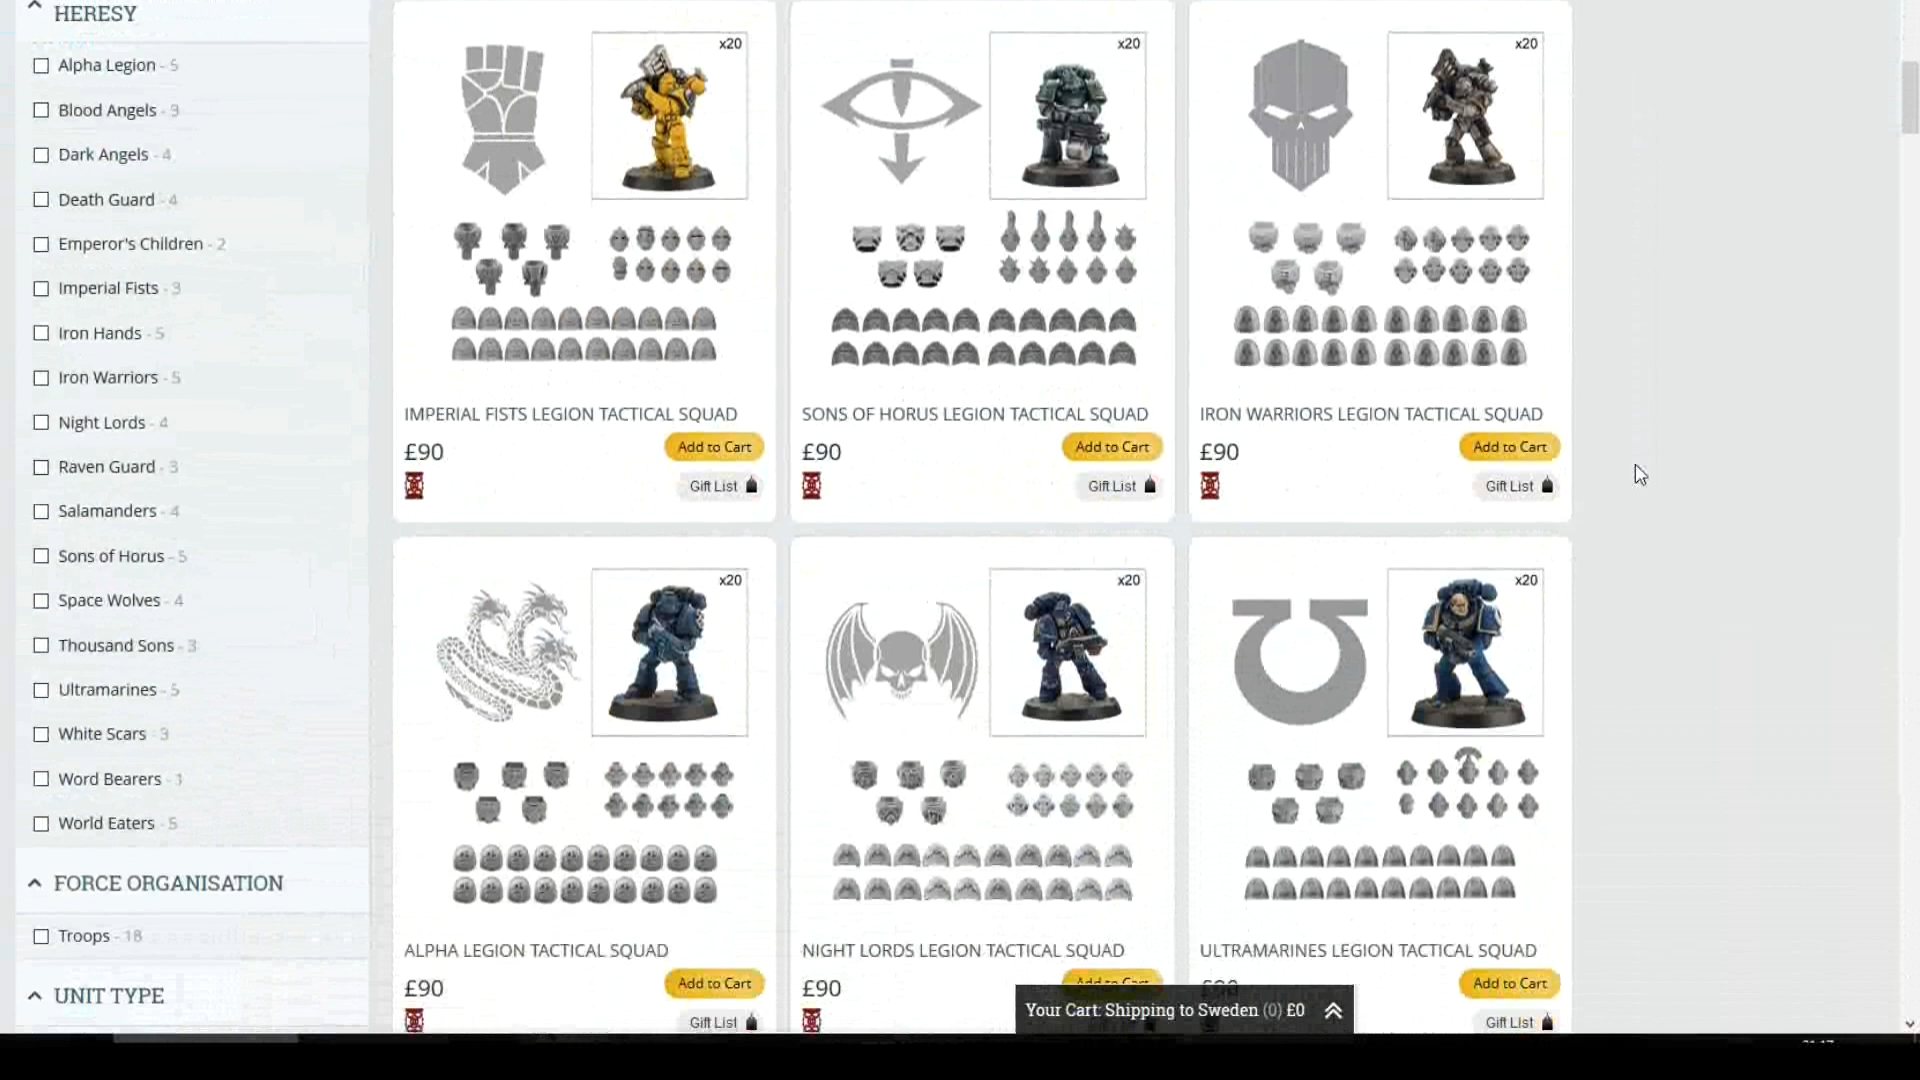 HERESY
Alpha Legion - 5
Blood Angels - 3
Dark Angels - 4
Death Guard - 4
Emperor's Children - 2
Imperial Fists - 3
Iron Hands - 5
Iron Warriors - 5
Night Lords - 4
Raven Guard - 3
Salamanders - 4
Sons of Horus - 5
Space Wolves - 4
Thousand Sons - 3
Ultramarines - 5
White Scars - 3
Word Bearers - 1
World Eaters - 5
FORCE ORGANISATION
Troops - 18
UNIT TYPE
x20
IMPERIAL FISTS LEGION TACTICAL SQUAD
£90
Add to Cart
Gift List
x20
SONS OF HORUS LEGION TACTICAL SQUAD
£90
Add to Cart
Gift List
x20
IRON WARRIORS LEGION TACTICAL SQUAD
£90
Add to Cart
Gift List
x20
ALPHA LEGION TACTICAL SQUAD
£90
Add to Cart
Gift List
x20
NIGHT LORDS LEGION TACTICAL SQUAD
£90
Add to Cart
x20
ULTRAMARINES LEGION TACTICAL SQUAD
£90
Add to Cart
Gift List
Your Cart: Shipping to Sweden (0) £0